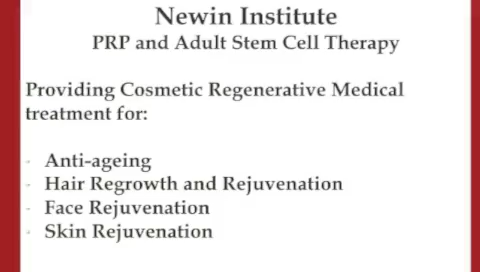 Newin Institute
PRP and Adult Stem Cell Therapy
Providing Cosmetic Regenerative Medical
treatment for:
- Anti-ageing
- Hair Regrowth and Rejuvenation
- Face Rejuvenation
- Skin Rejuvenation